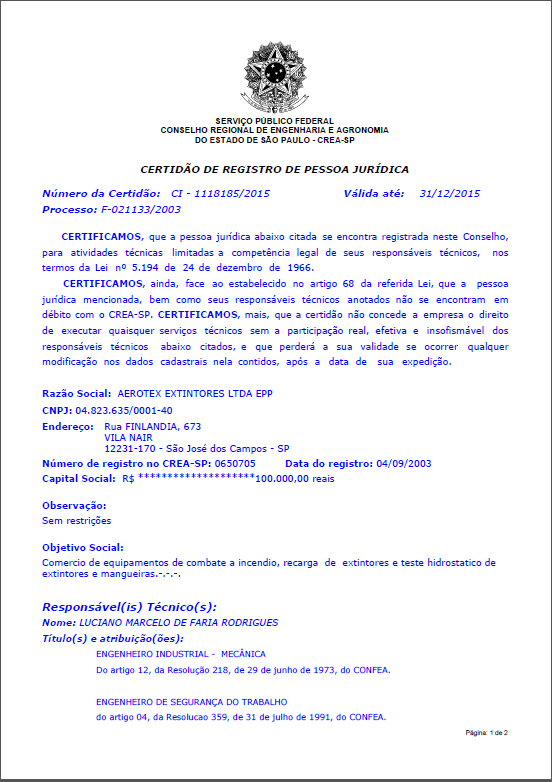 SERVIÇO PÚBLICO FEDERAL
CONSELHO REGIONAL DE ENGENHARIA E AGRONOMIA
DO ESTADO DE SÃO PAULO - CREA-SP
CERTIDÃO DE REGISTRO DE PESSOA JURÍDICA
Número da Certidão: CI - 1118185/2015 Válida até: 31/12/2015
Processo: F-021133/2003
CERTIFICAMOS, que a pessoa jurídica abaixo citada se encontra registrada neste Conselho,
para atividades técnicas limitadas a competência legal de seus responsáveis técnicos, nos
termos da Lei nº 5.194 de 24 de dezembro de 1966.
CERTIFICAMOS, ainda, face ao estabelecido no artigo 68 da referida Lei, que a pessoa
jurídica mencionada, bem como seus responsáveis técnicos anotados não se encontram em
débito com o CREA-SP. CERTIFICAMOS, mais, que a certidão não concede a empresa o direito
de executar quaisquer serviços técnicos sem a participação real, efetiva e insofismável dos
responsáveis técnicos abaixo citados, e que perderá a sua validade se ocorrer qualquer
modificação nos dados cadastrais nela contidos, após a data de sua expedição.
Razão Social: AEROTEX EXTINTORES LTDA EPP
CNPJ: 04.823.635/0001-40
Endereço: Rua FINLANDIA, 673
VILA NAIR
12231-170 - São José dos Campos - SP
Número de registro no CREA-SP: 0650705 Data do registro: 04/09/2003
Capital Social: R$ ********************100.000,00 reais
Observação:
Sem restrições
Objetivo Social:
Comercio de equipamentos de combate a incendio, recarga de extintores e teste hidrostatico de
extintores e mangueiras.-.-.-.
Responsável(is) Técnico(s):
Nome: LUCIANO MARCELO DE FARIA RODRIGUES
Título(s) e atribuição(ões):
ENGENHEIRO INDUSTRIAL - MECÂNICA
Do artigo 12, da Resolução 218, de 29 de junho de 1973, do CONFEA.
ENGENHEIRO DE SEGURANÇA DO TRABALHO
do artigo 04, da Resolucao 359, de 31 de julho de 1991, do CONFEA.
Página: 1 de 2